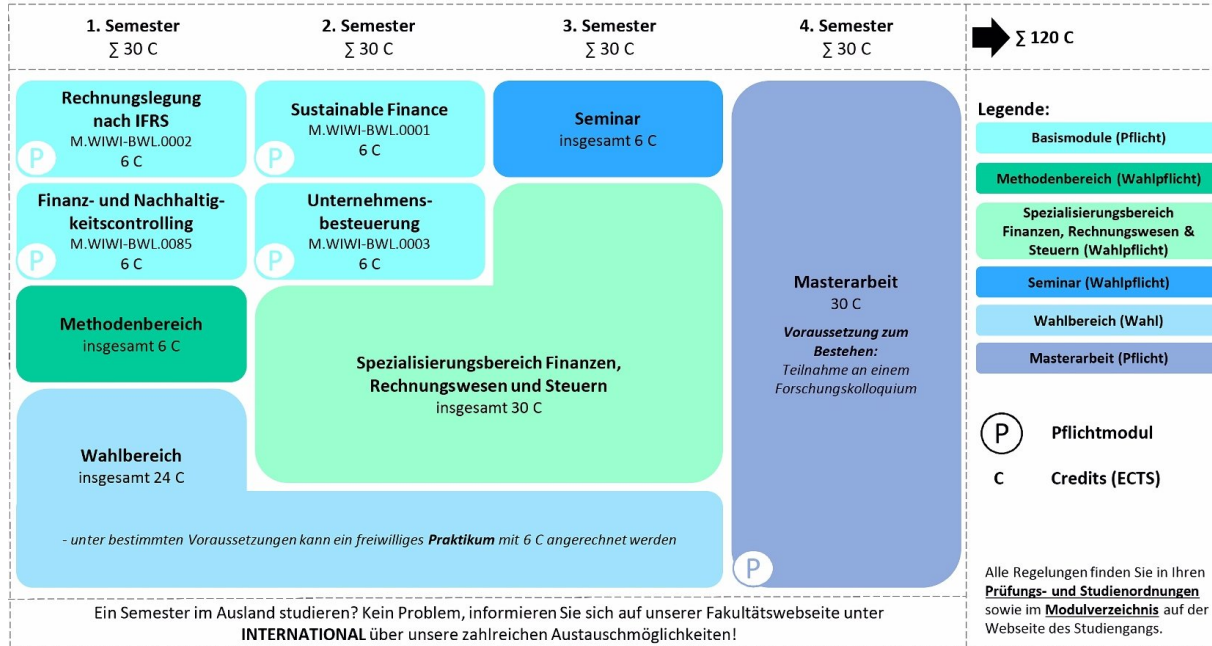 1. Semester
∑ 30 C
2. Semester
∑ 30 C
3. Semester
∑ 30 C
4. Semester
∑ 30 C
∑ 120 C
Rechnungslegung
nach IFRS
M.WIWI-BWL.0002
6 C
P
Sustainable Finance
M.WIWI-BWL.0001
6 C
P
Seminar
insgesamt 6 C
Finanz- und Nachhaltig-
keitscontrolling
M.WIWI-BWL.0085
6 C
P
Unternehmens-
besteuerung
M.WIWI-BWL.0003
6 C
P
Methodenbereich
insgesamt 6 C
Spezialisierungsbereich Finanzen,
Rechnungswesen und Steuern
insgesamt 30 C
Wahlbereich
insgesamt 24 C
- unter bestimmten Voraussetzungen kann ein freiwilliges Praktikum mit 6 C angerechnet werden
Masterarbeit
30 C
Voraussetzung zum
Bestehen:
Teilnahme an einem
Forschungskolloquium
P
Ein Semester im Ausland studieren? Kein Problem, informieren Sie sich auf unserer Fakultätswebseite unter
INTERNATIONAL über unsere zahlreichen Austauschmöglichkeiten!
Legende:
Basismodule (Pflicht)
Methodenbereich (Wahlpflicht)
Spezialisierungsbereich
Finanzen, Rechnungswesen &
Steuern (Wahlpflicht)
Seminar (Wahlpflicht)
Wahlbereich (Wahl)
Masterarbeit (Pflicht)
P Pflichtmodul
C Credits (ECTS)
Alle Regelungen finden Sie in Ihren
Prüfungs- und Studienordnungen
sowie im Modulverzeichnis auf der
Webseite des Studiengangs.